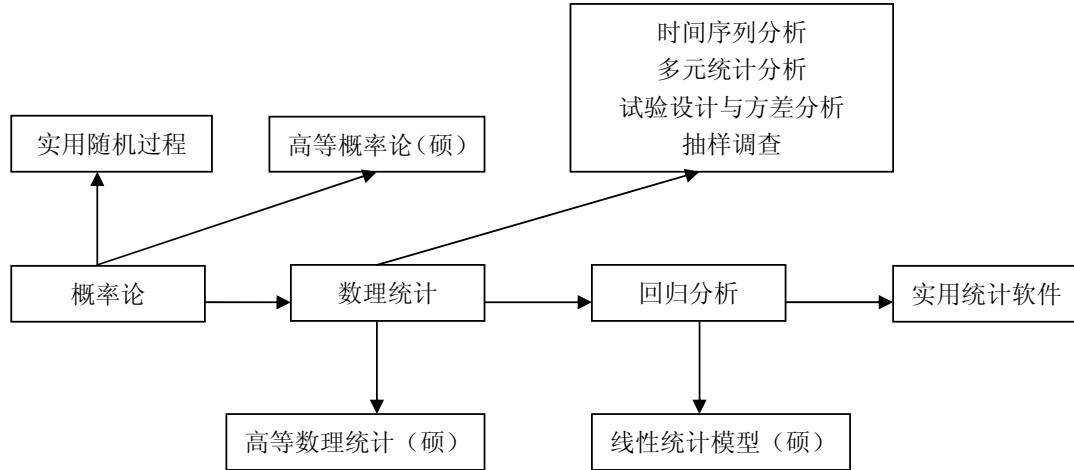 时间序列分析
多元统计分析
试验设计与方差分析
抽样调查
实用随机过程
高等概率论(硕)
概率论
数理统计
回归分析
实用统计软件
高等数理统计（硕）
线性统计模型（硕）